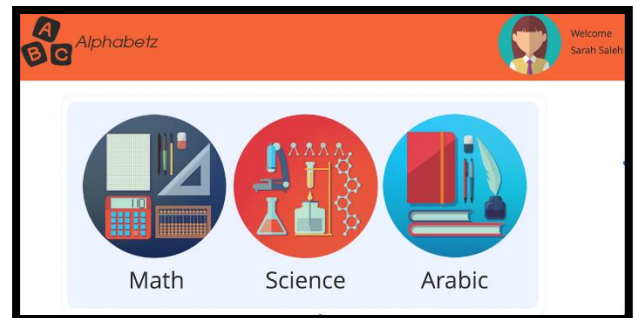 A
B C
Alphabetz
Welcome
Sarah Saleh
Math
Science
Arabic